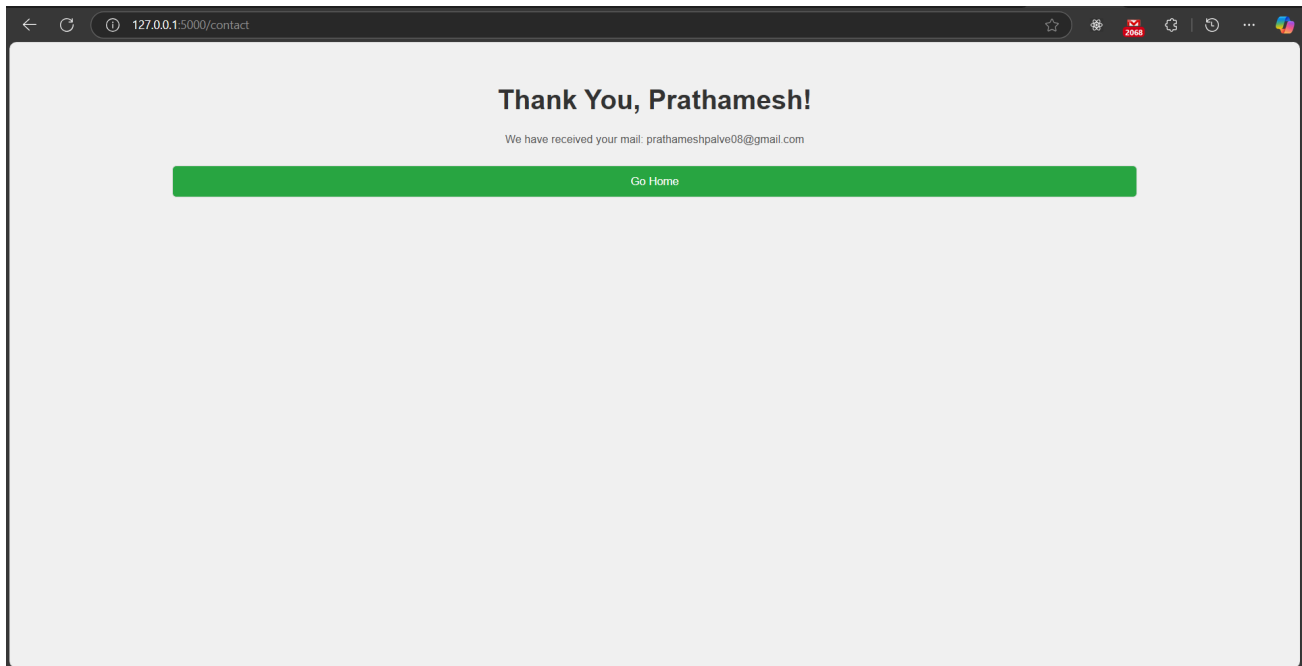 127.0.0.1:5000/contact
2068
Thank You, Prathamesh!
We have received your mail: prathameshpalve08@gmail.com
Go Home